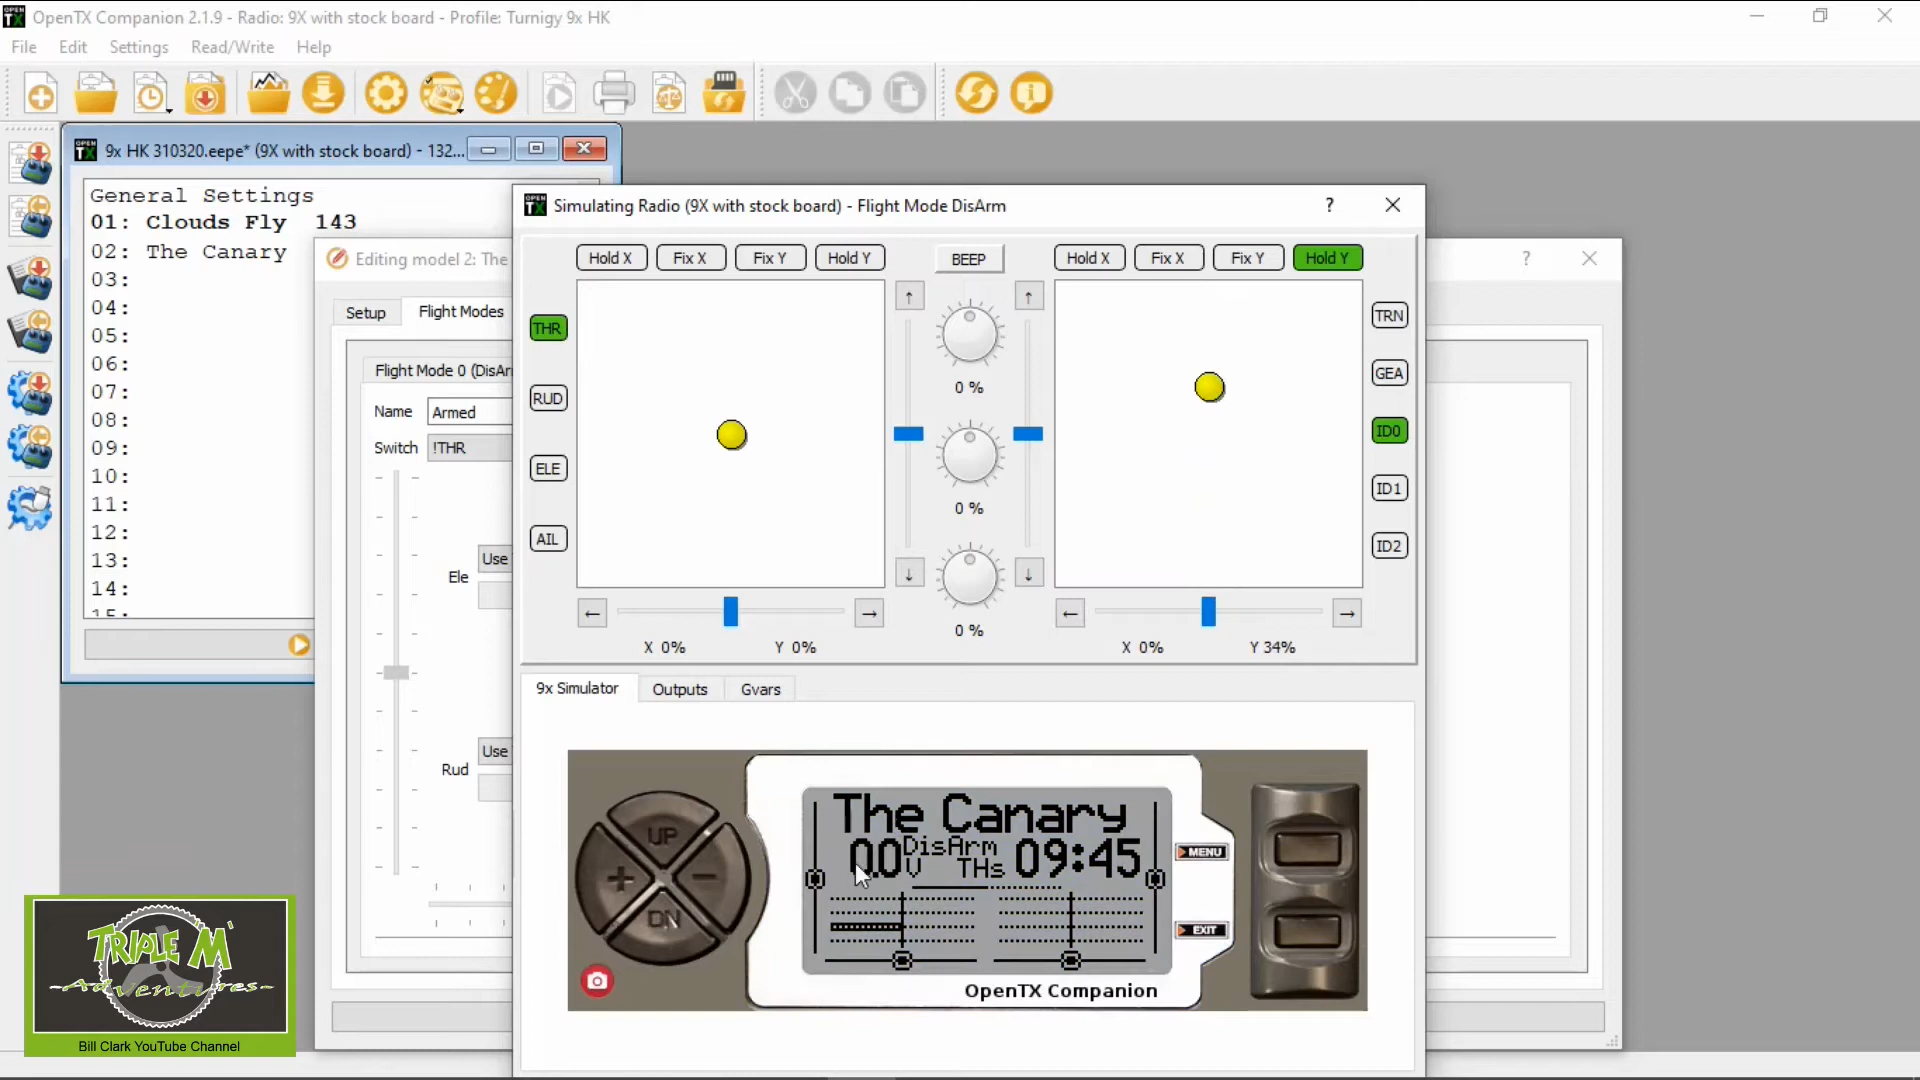 OpenTX Companion 2.1.9 - Radio: 9X with stock board - Profile: Turnigy 9x HK
File Edit Settings Read/Write Help
9x HK 310320.eepe* (9X with stock board) - 132...
General Settings
01: Clouds Fly 143
02: The Canary
03:
04:
05:
06:
07:
08:
09:
10:
11:
12:
13:
14:
15:
Editing model 2: The
Setup Flight Modes
Flight Mode 0 (DisAr
Name Armed
Switch !THR
Use
Ele
Use
Rud
Simulating Radio (9X with stock board) - Flight Mode DisArm
Hold X Fix X Fix Y Hold Y BEEP Hold X Fix X Fix Y Hold Y
THR
RUD
ELE
AIL
0 %
0 %
0 %
TRN
GEA
ID0
ID1
ID2
X 0% Y 0% X 0% Y 34%
9x Simulator Outputs Gvars
UP
+ -
DN
The Canary
0.0V DisArm THs 09:45
MENU
EXIT
OpenTX Companion
TRIPLE M
-Adventures-
Bill Clark YouTube Channel